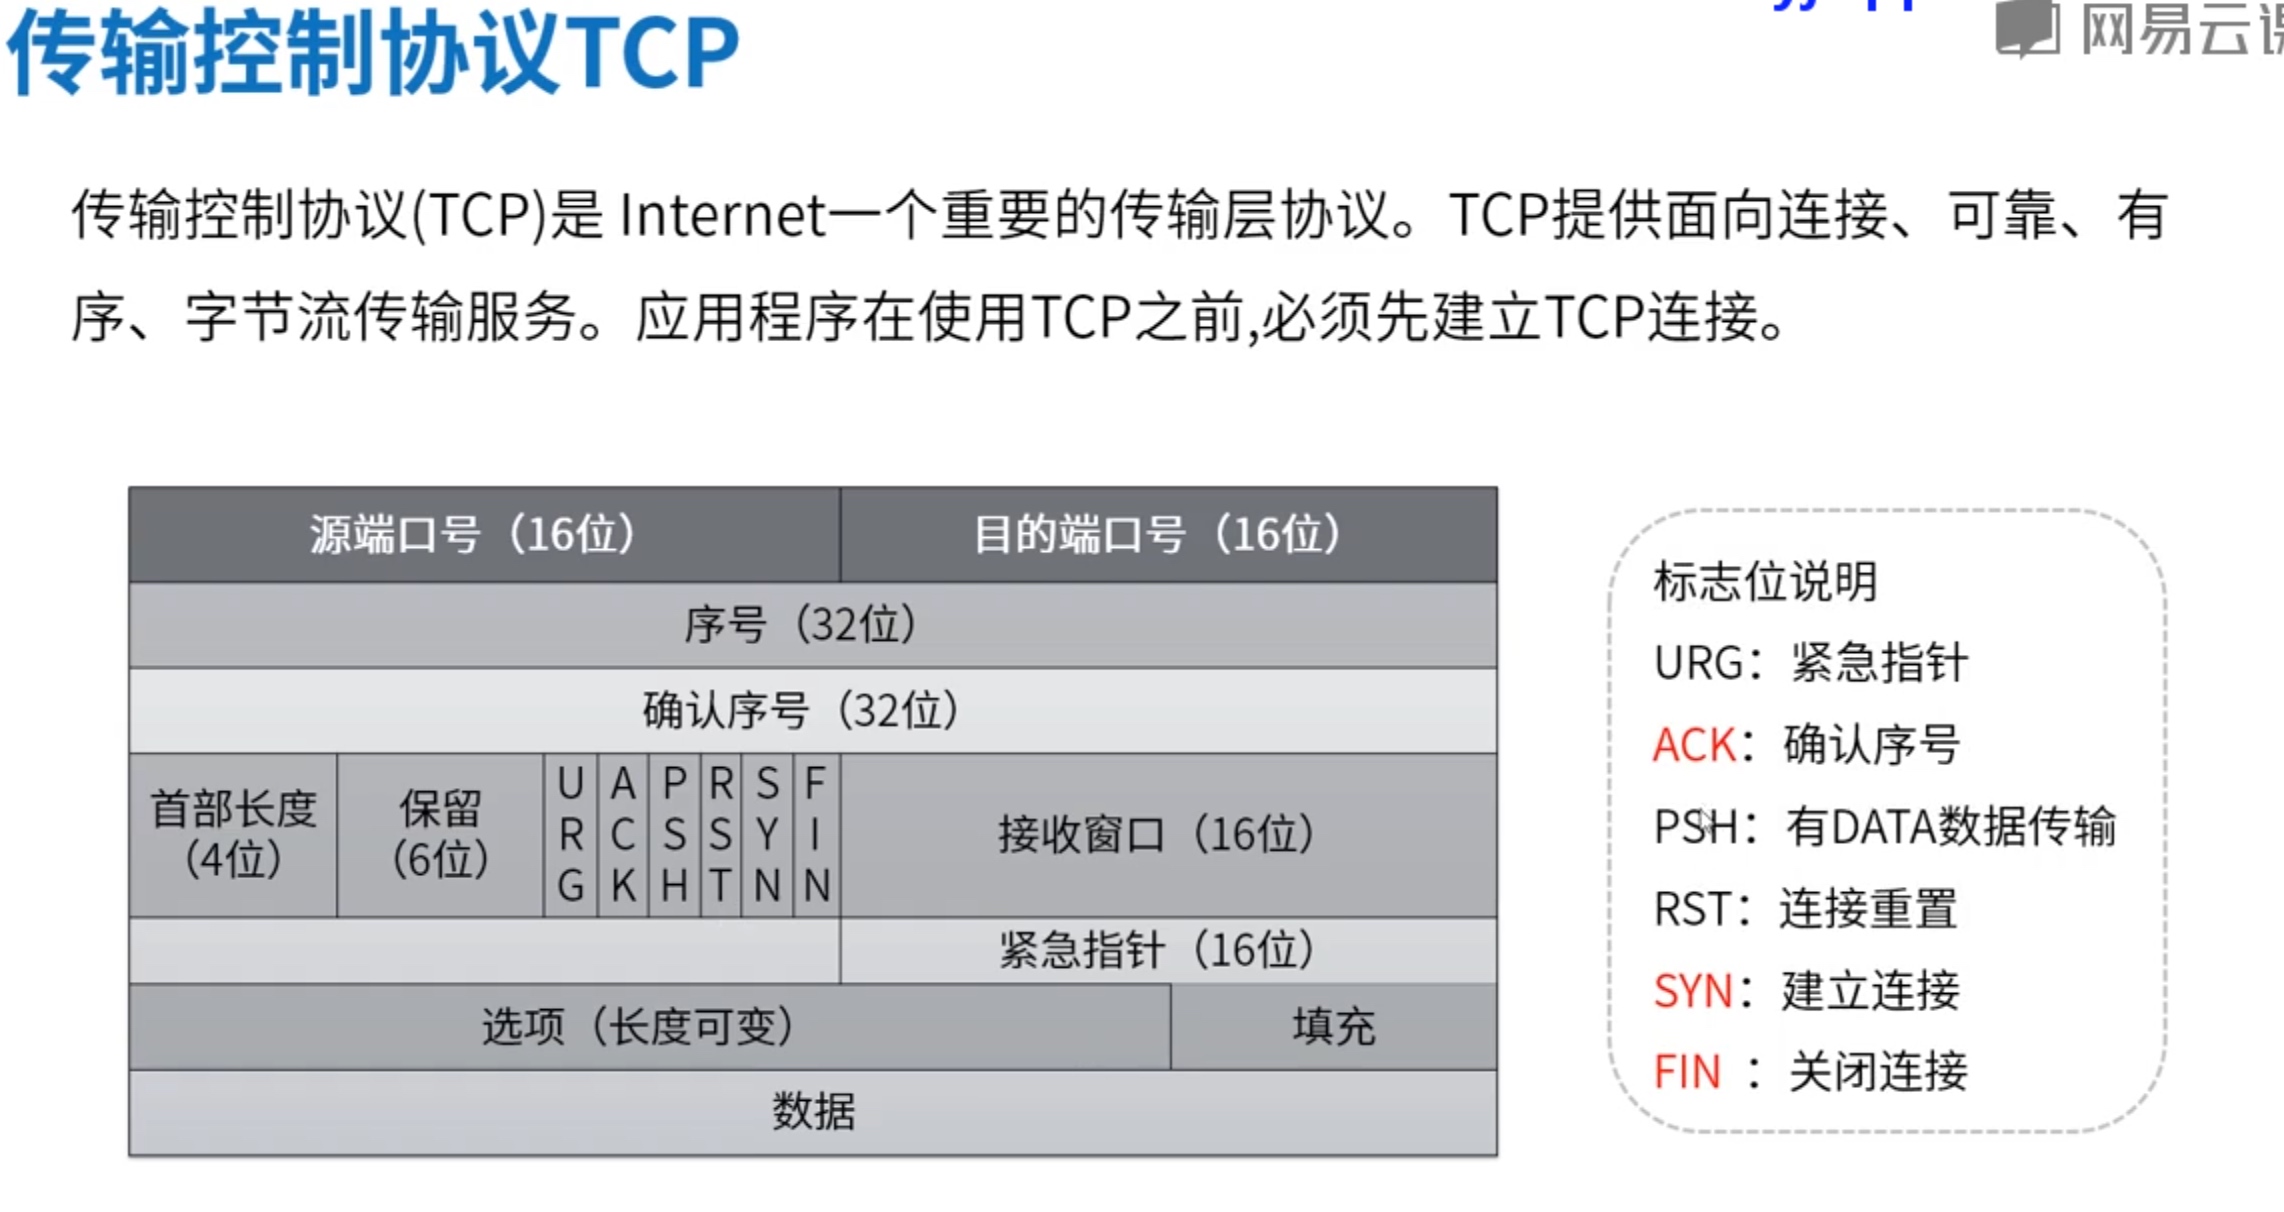 传输控制协议TCP
网易云课
传输控制协议(TCP)是 Internet一个重要的传输层协议。TCP提供面向连接、可靠、有
序、字节流传输服务。应用程序在使用TCP之前,必须先建立TCP连接。
源端口号（16位） 目的端口号（16位）
序号（32位）
确认序号（32位）
首部长度
（4位）
保留
（6位）
URG
ACK
PSH
RST
SYN
FIN
接收窗口（16位）
紧急指针（16位）
选项（长度可变） 填充
数据
标志位说明
URG：紧急指针
ACK：确认序号
PSH：有DATA数据传输
RST：连接重置
SYN：建立连接
FIN ：关闭连接